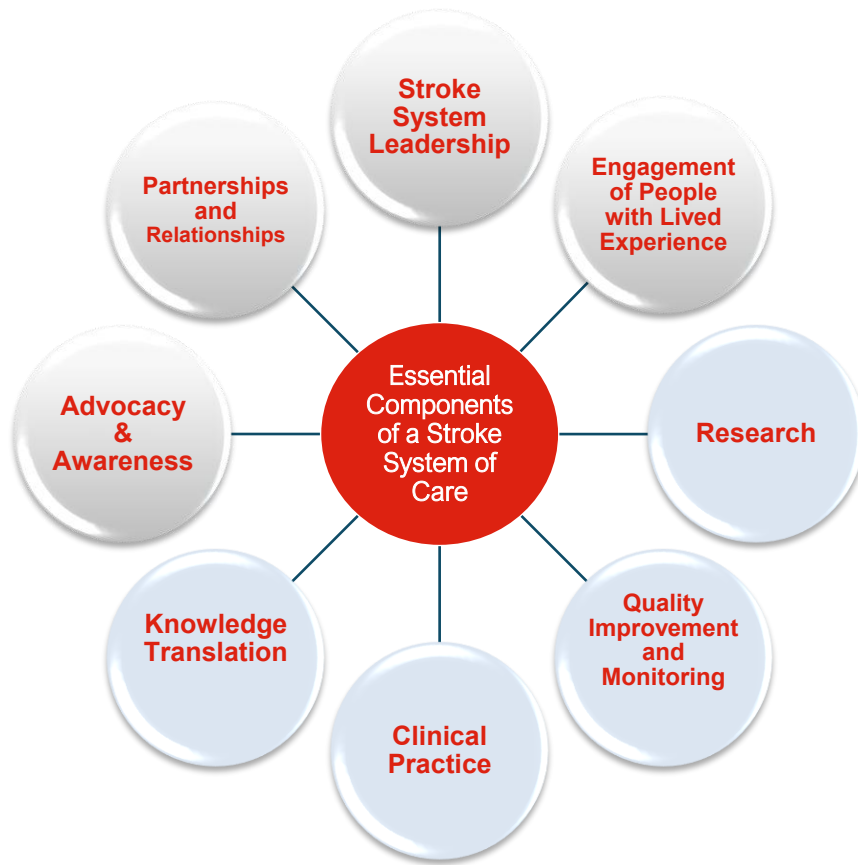 Stroke
System
Leadership
Engagement
of People
with Lived
Experience
Research
Quality
Improvement
and
Monitoring
Clinical
Practice
Knowledge
Translation
Advocacy
&
Awareness
Partnerships
and
Relationships
Essential
Components
of a Stroke
System of
Care